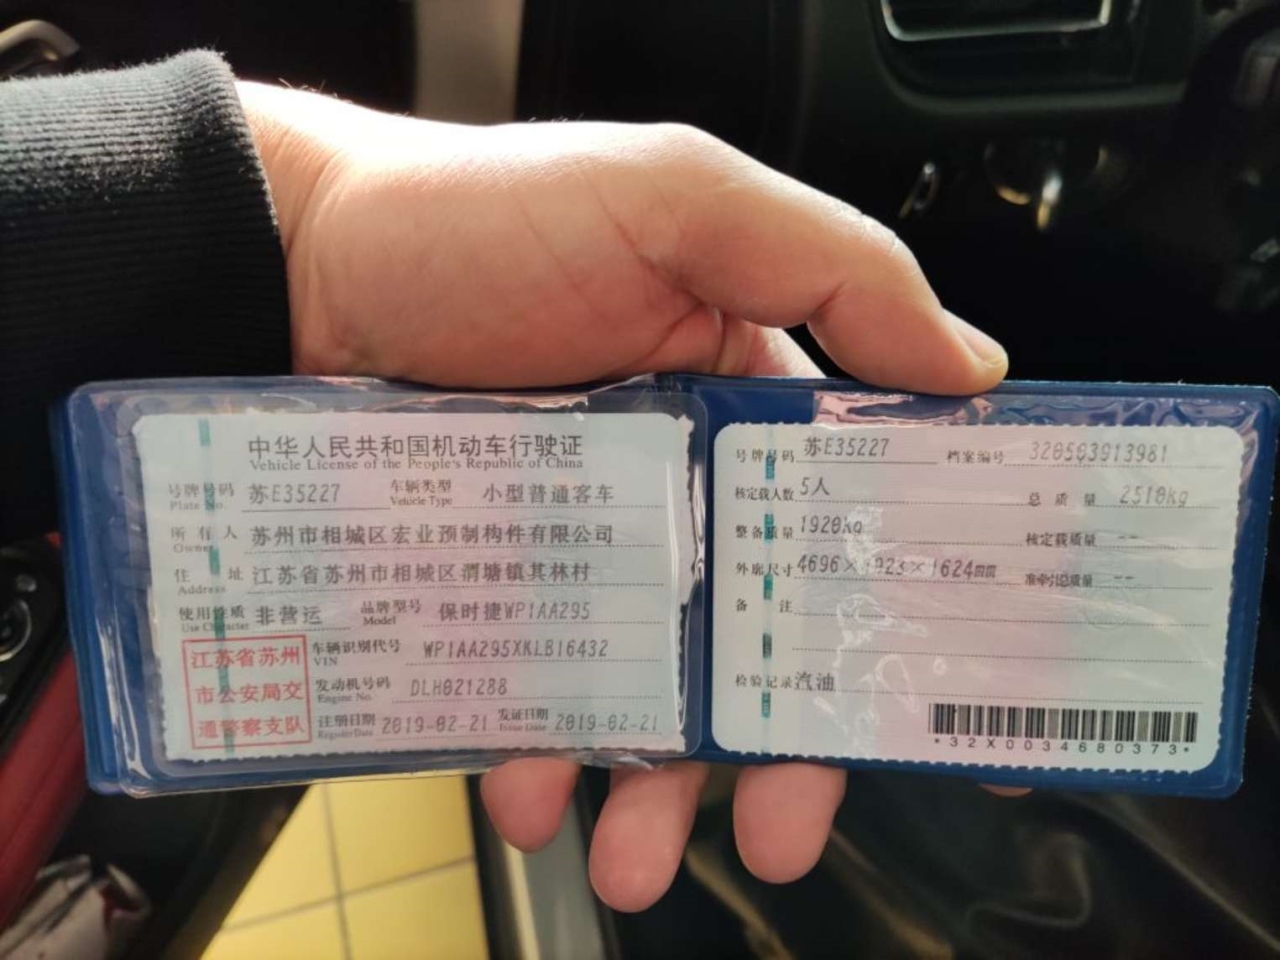 中华人民共和国机动车行驶证
Vehicle License of the People's Republic of China
号牌号码 苏E35227 车辆类型 小型普通客车
Plate No. Vehicle Type
所有人 苏州市相城区宏业预制构件有限公司
Owner
住址 江苏省苏州市相城区渭塘镇其林村
Address
使用性质 非营运 品牌型号 保时捷WP1AA295
Use Character Model
江苏省苏州
市公安局交
通警察支队
车辆识别代号 WP1AA295XKLB16432
VIN
发动机号码 DLH021288
Engine No.
注册日期 2019-02-21 发证日期 2019-02-21
Register Date Issue Date
号牌号码 苏E35227 档案编号 320503913981
核定载人数 5人 总质量 2510kg
整备质量 1920kg 核定载质量 --
外廓尺寸 4696×1923×1624mm 准牵引总质量 --
备注
检验记录 汽油
*32X0034680373*